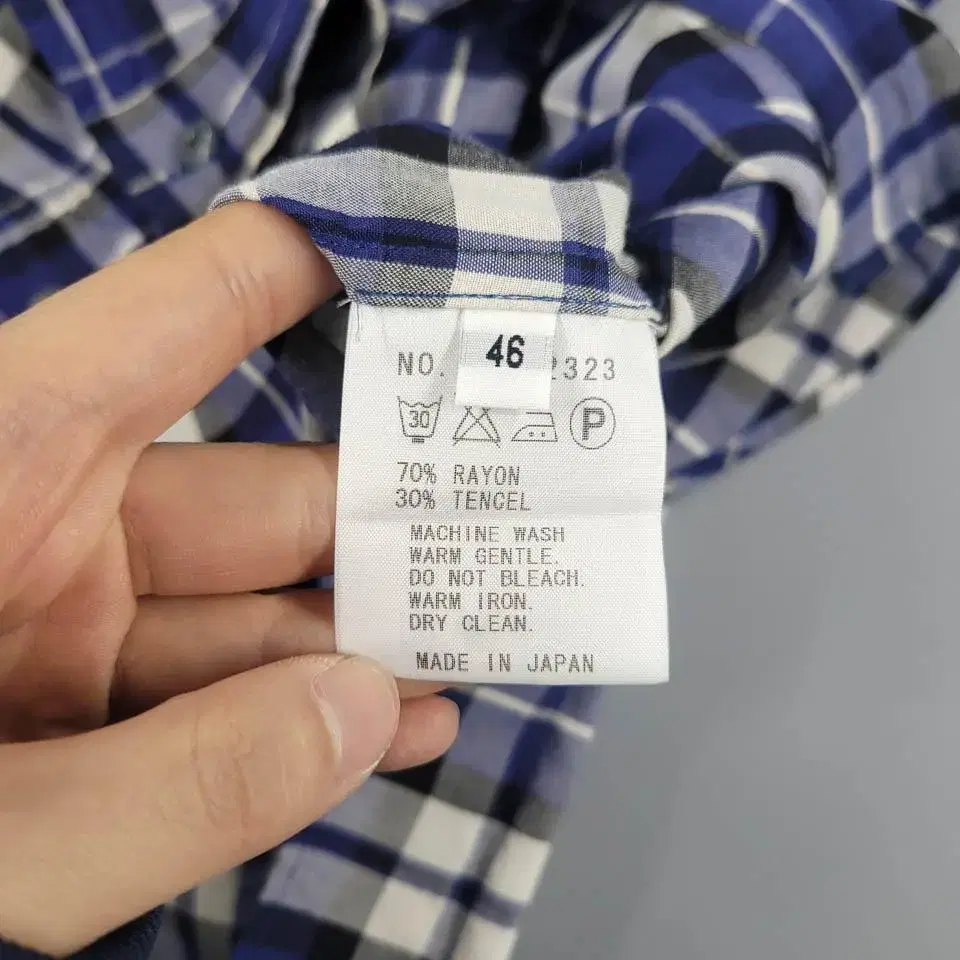 NO. 46 2323
30 P
70% RAYON
30% TENCEL
MACHINE WASH
WARM GENTLE.
DO NOT BLEACH.
WARM IRON.
DRY CLEAN.
MADE IN JAPAN